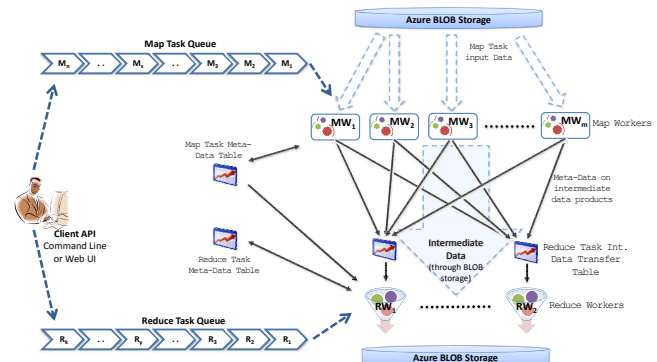 Azure BLOB Storage
Map Task Queue
Map Task
input Data
Mn .. Mx .. M3 M2 M1
MW1 MW2 MW3 MWm Map Workers
Map Task Meta-
Data Table
Meta-Data on
intermediate
data products
Client API
Command Line
or Web UI
Reduce Task
Meta-Data Table
Intermediate
Data
(through BLOB
storage)
Reduce Task Int.
Data Transfer
Table
RW1 RW2 Reduce Workers
Reduce Task Queue
Rk .. Ry .. R3 R2 R1
Azure BLOB Storage